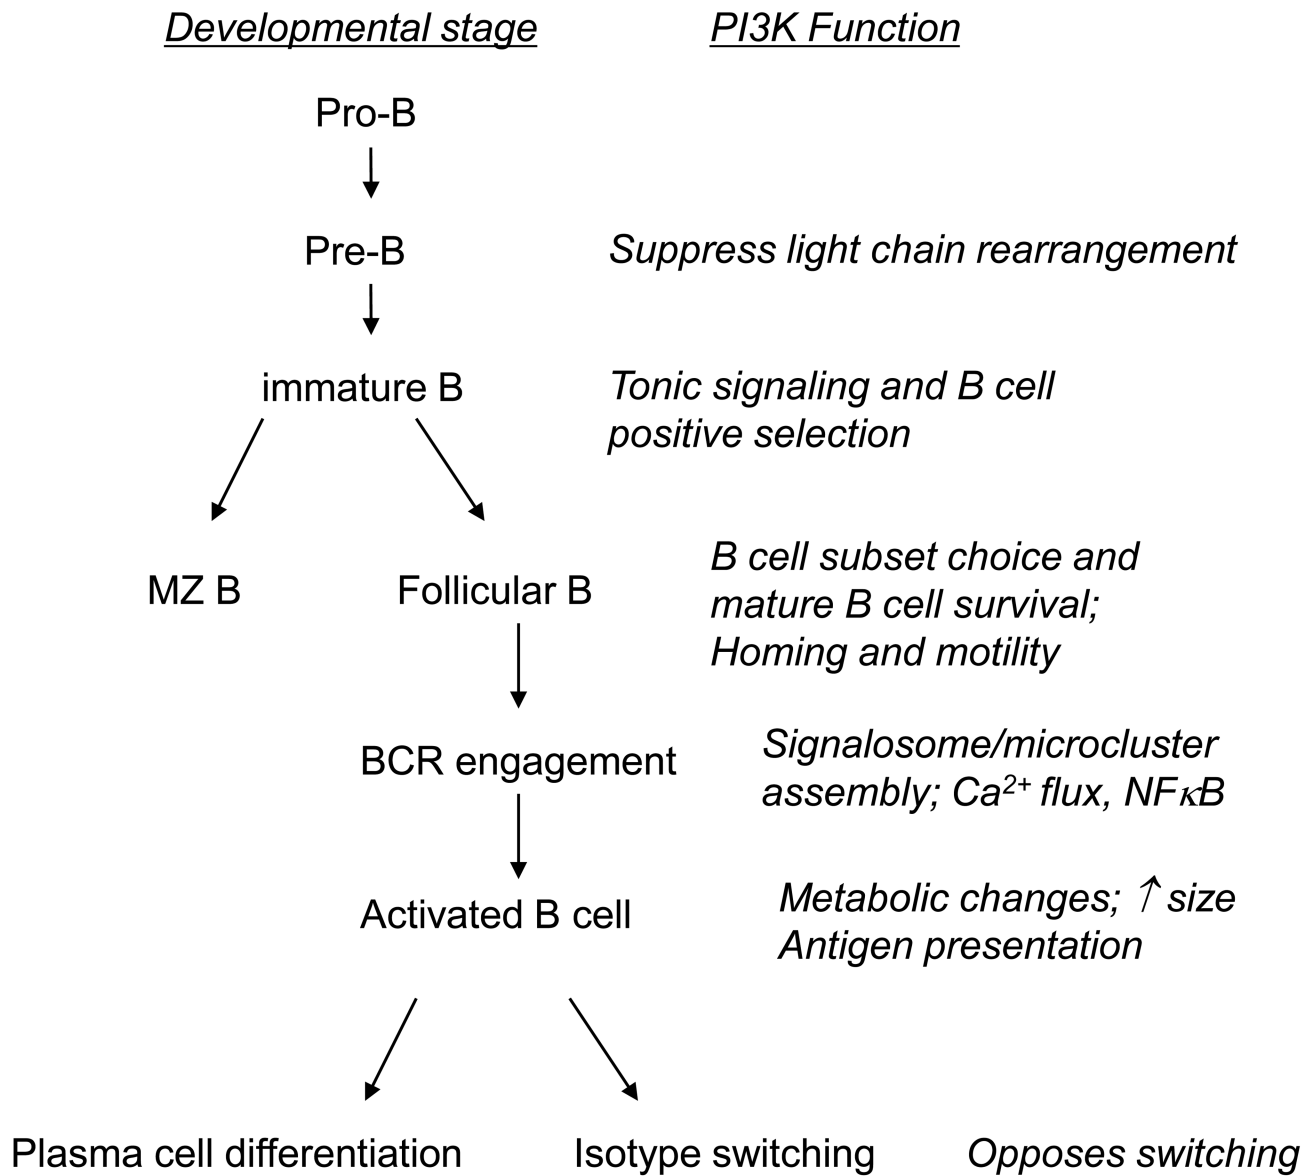 Developmental stage PI3K Function
Pro-B
Pre-B Suppress light chain rearrangement
immature B Tonic signaling and B cell
positive selection
B cell subset choice and
MZ B Follicular B mature B cell survival;
Homing and motility
Signalosome/microcluster
BCR engagement assembly; Ca²⁺ flux, NFκB
Metabolic changes; ↑ size
Activated B cell Antigen presentation
Plasma cell differentiation Isotype switching Opposes switching